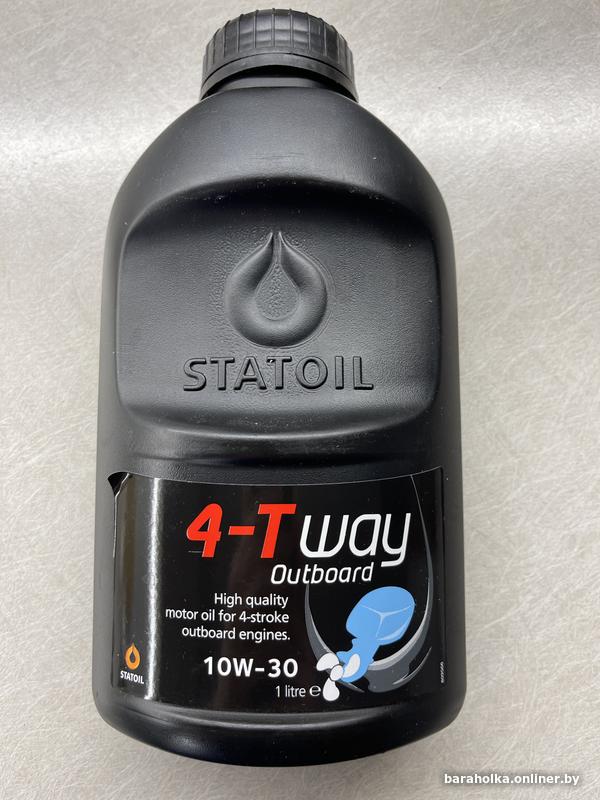 STATOIL
4-T way
Outboard
High quality
motor oil for 4-stroke
outboard engines.
10W-30
1 litre ℮
STATOIL
baraholka.onliner.by